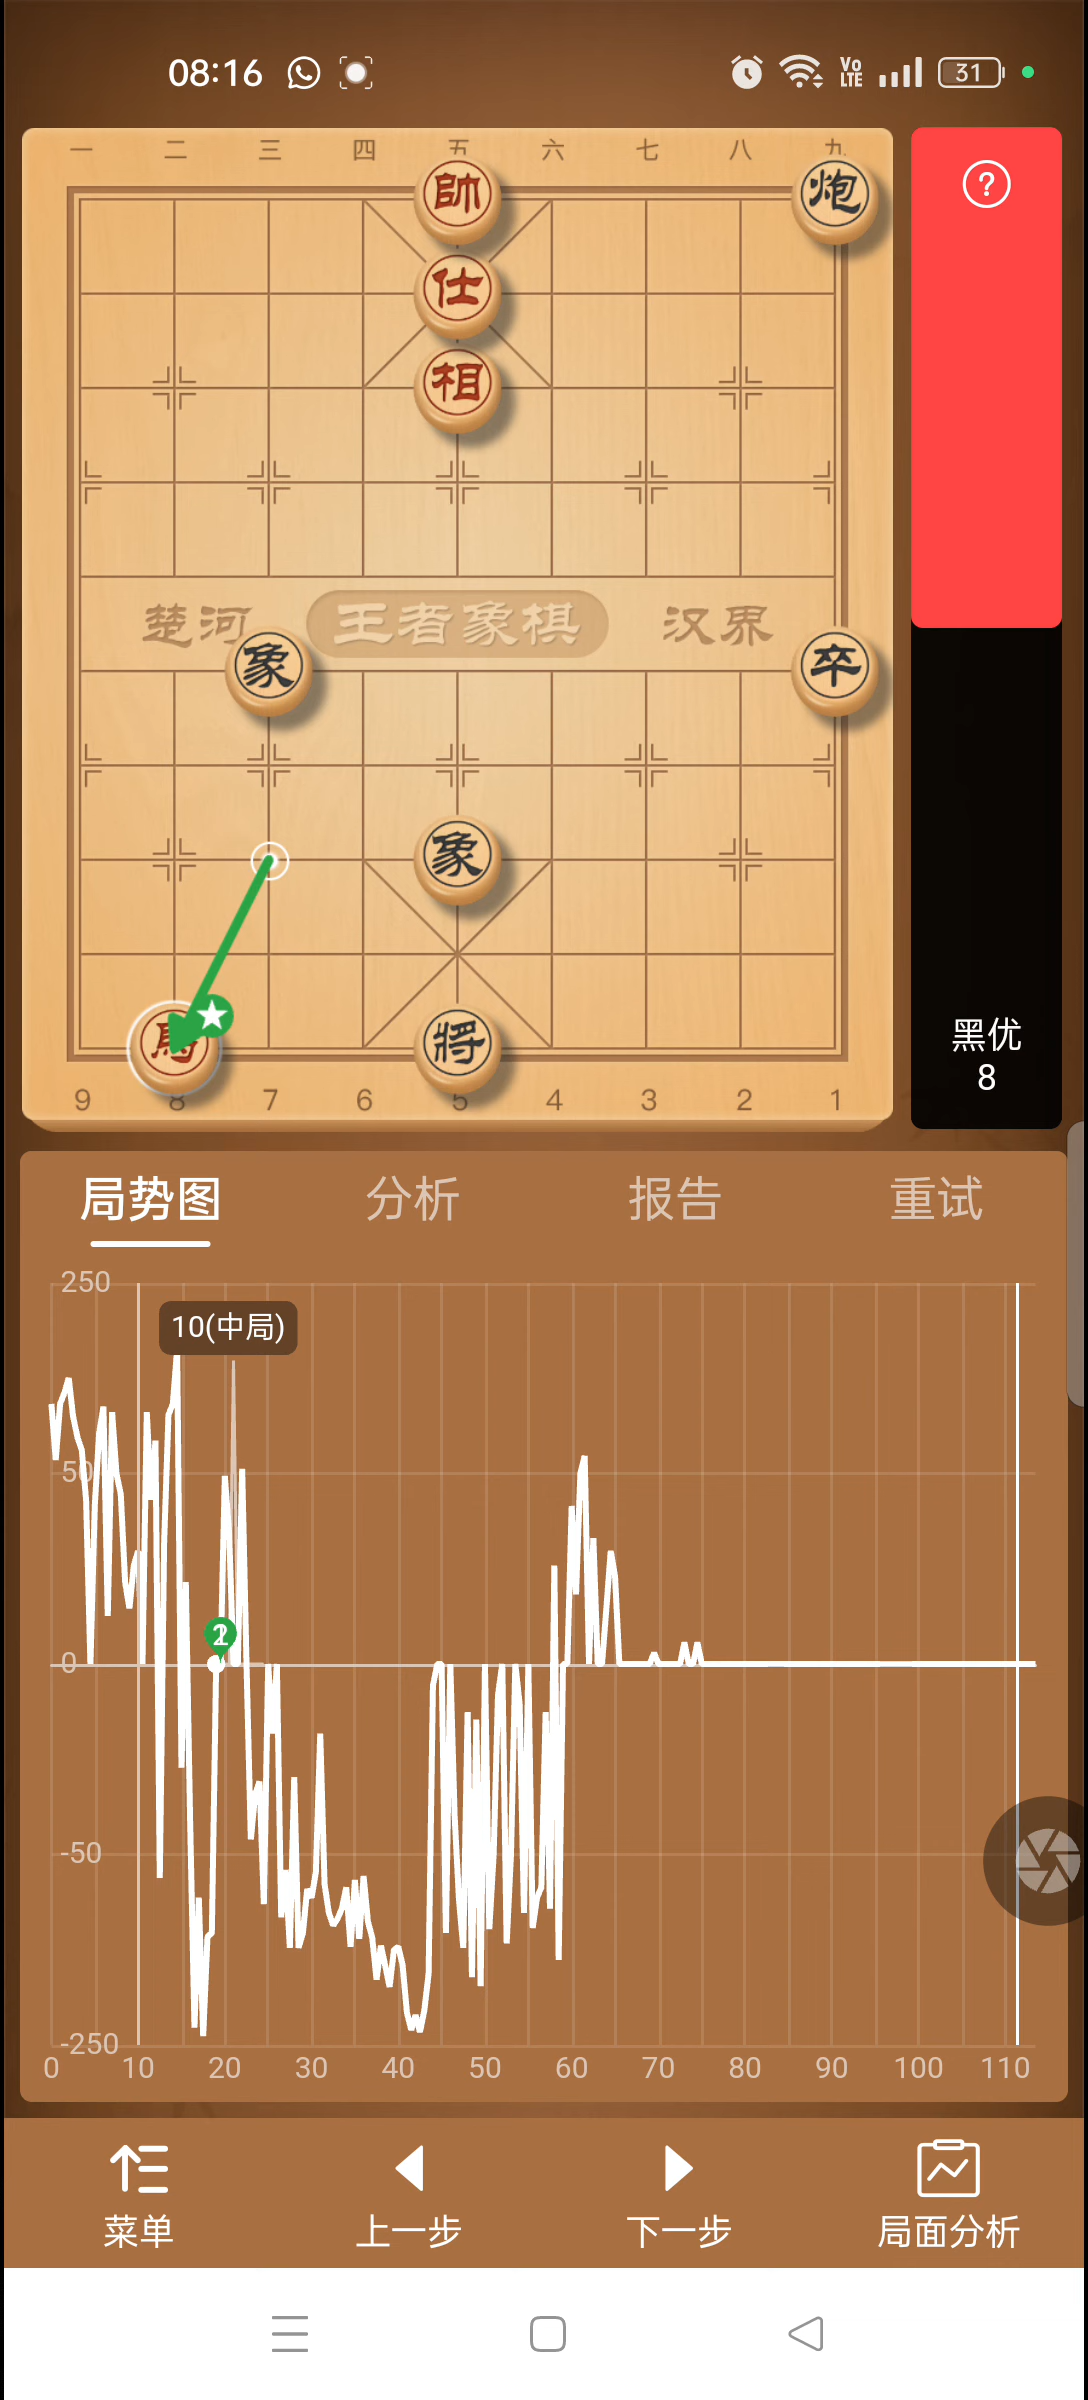 08:16
Vo LTE
31
一 二 三 四 五 六 七 八 九
帥
炮
仕
相
?
楚河
王者象棋
汉界
象
卒
象
馬
將
9 8 7 6 5 4 3 2 1
黑优
8
局势图
分析
报告
重试
250
10(中局)
50
2
0
-50
-250
0 10 20 30 40 50 60 70 80 90 100 110
菜单
上一步
下一步
局面分析